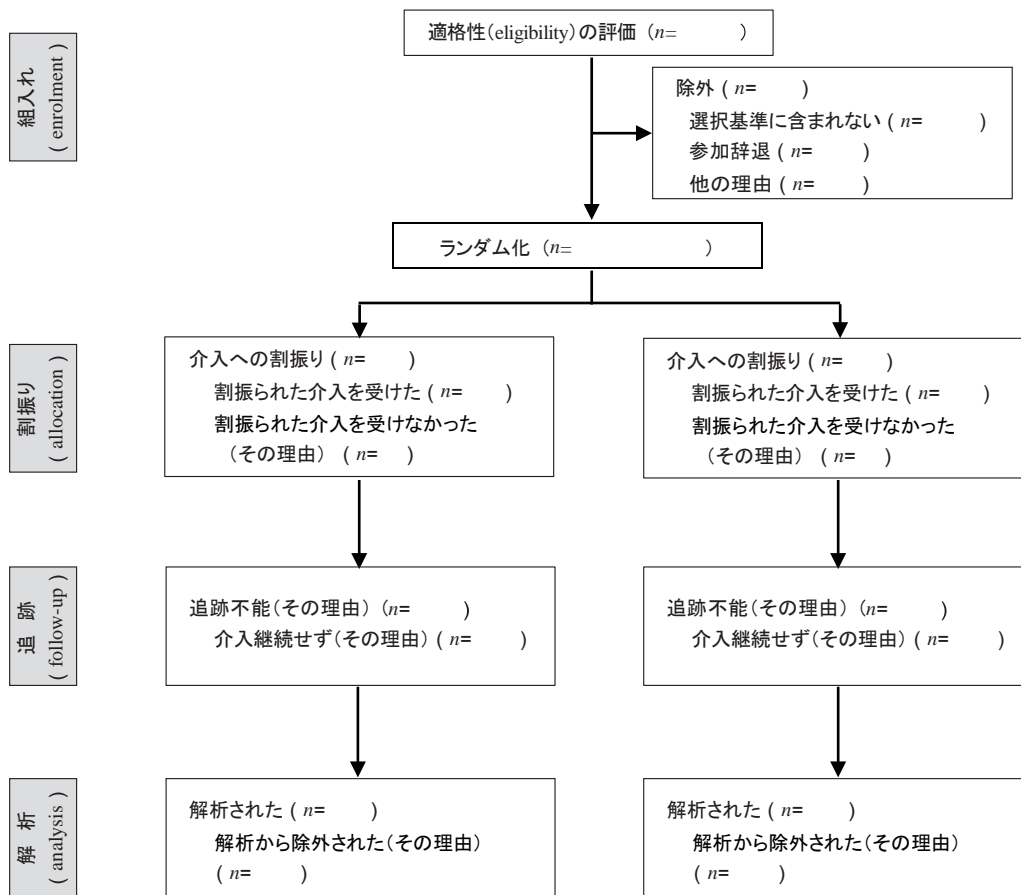 適格性(eligibility)の評価 (n= )
組入れ
( enrolment )
除外 ( n= )
選択基準に含まれない ( n= )
参加辞退 ( n= )
他の理由 ( n= )
ランダム化 (n= )
割振り
( allocation )
介入への割振り ( n= )
割振られた介入を受けた ( n= )
割振られた介入を受けなかった
(その理由) ( n= )
介入への割振り ( n= )
割振られた介入を受けた ( n= )
割振られた介入を受けなかった
(その理由) ( n= )
追 跡
( follow-up )
追跡不能(その理由) (n= )
介入継続せず(その理由) ( n= )
追跡不能(その理由) (n= )
介入継続せず(その理由) ( n= )
解 析
( analysis )
解析された ( n= )
解析から除外された(その理由)
( n= )
解析された ( n= )
解析から除外された(その理由)
( n= )